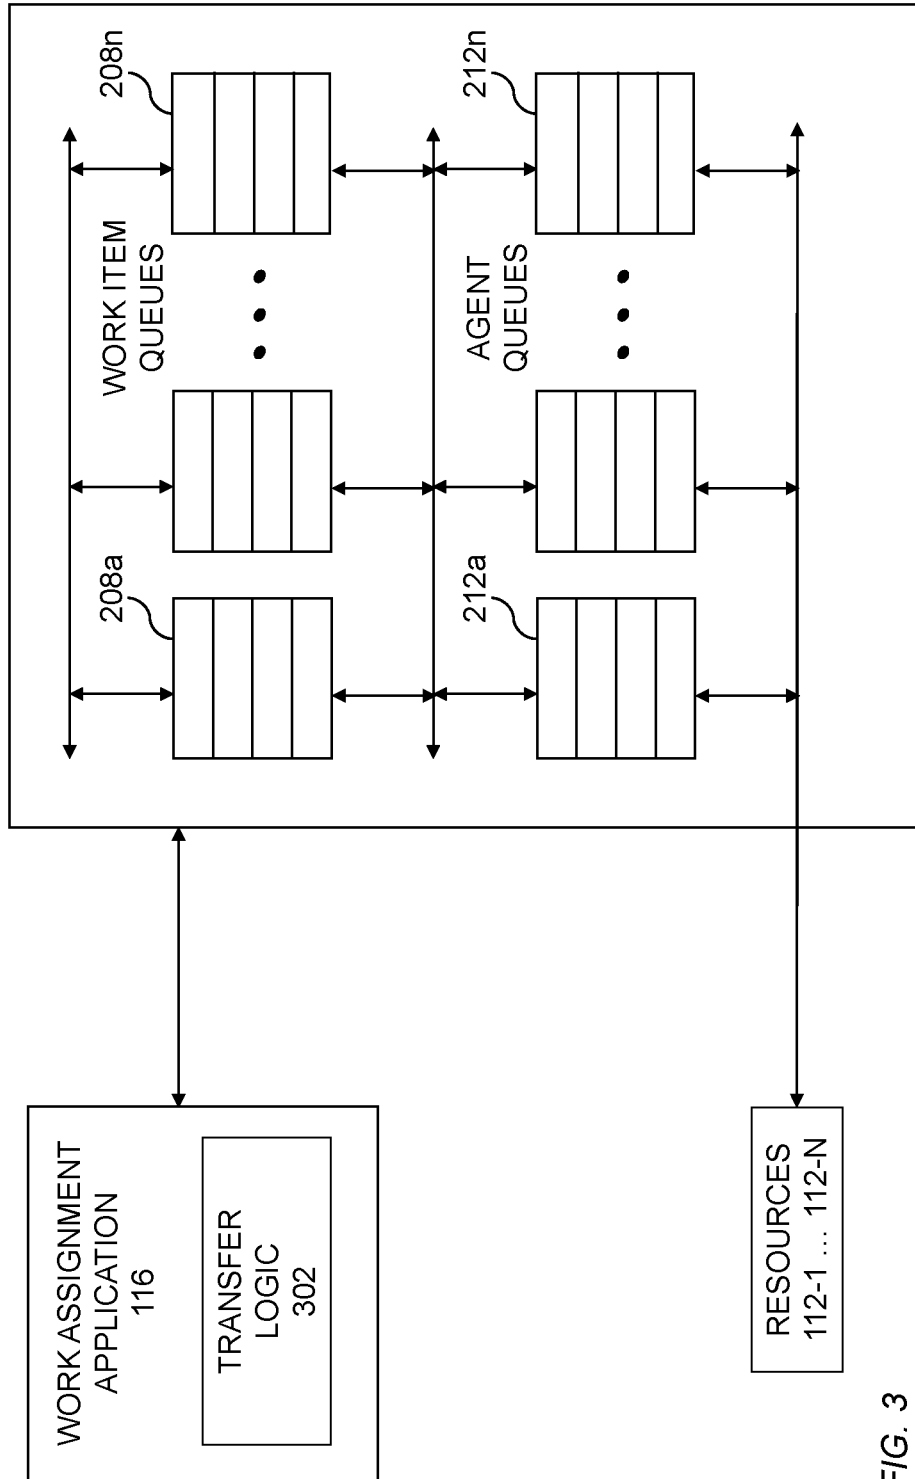 WORK ASSIGNMENT
APPLICATION
116
TRANSFER
LOGIC
302
RESOURCES
112-1 ... 112-N
208a
WORK ITEM
QUEUES
208n
212a
AGENT
QUEUES
212n
FIG. 3